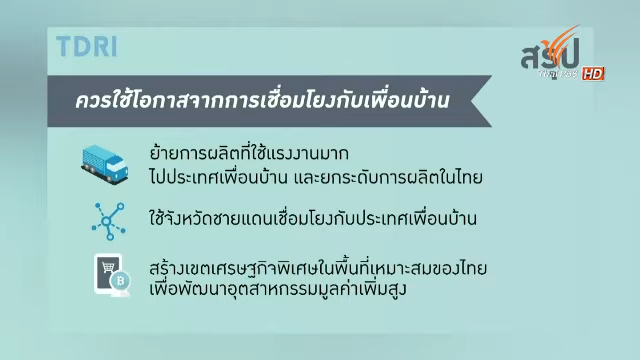 TDRI
สรุป
Thai PBS
HD
ควรใช้โอกาสจากการเชื่อมโยงกับเพื่อนบ้าน
ย้ายการผลิตที่ใช้แรงงานมาก
ไปประเทศเพื่อนบ้าน และยกระดับการผลิตในไทย
ใช้จังหวัดชายแดนเชื่อมโยงกับประเทศเพื่อนบ้าน
สร้างเขตเศรษฐกิจพิเศษในพื้นที่เหมาะสมของไทย
เพื่อพัฒนาอุตสาหกรรมมูลค่าเพิ่มสูง